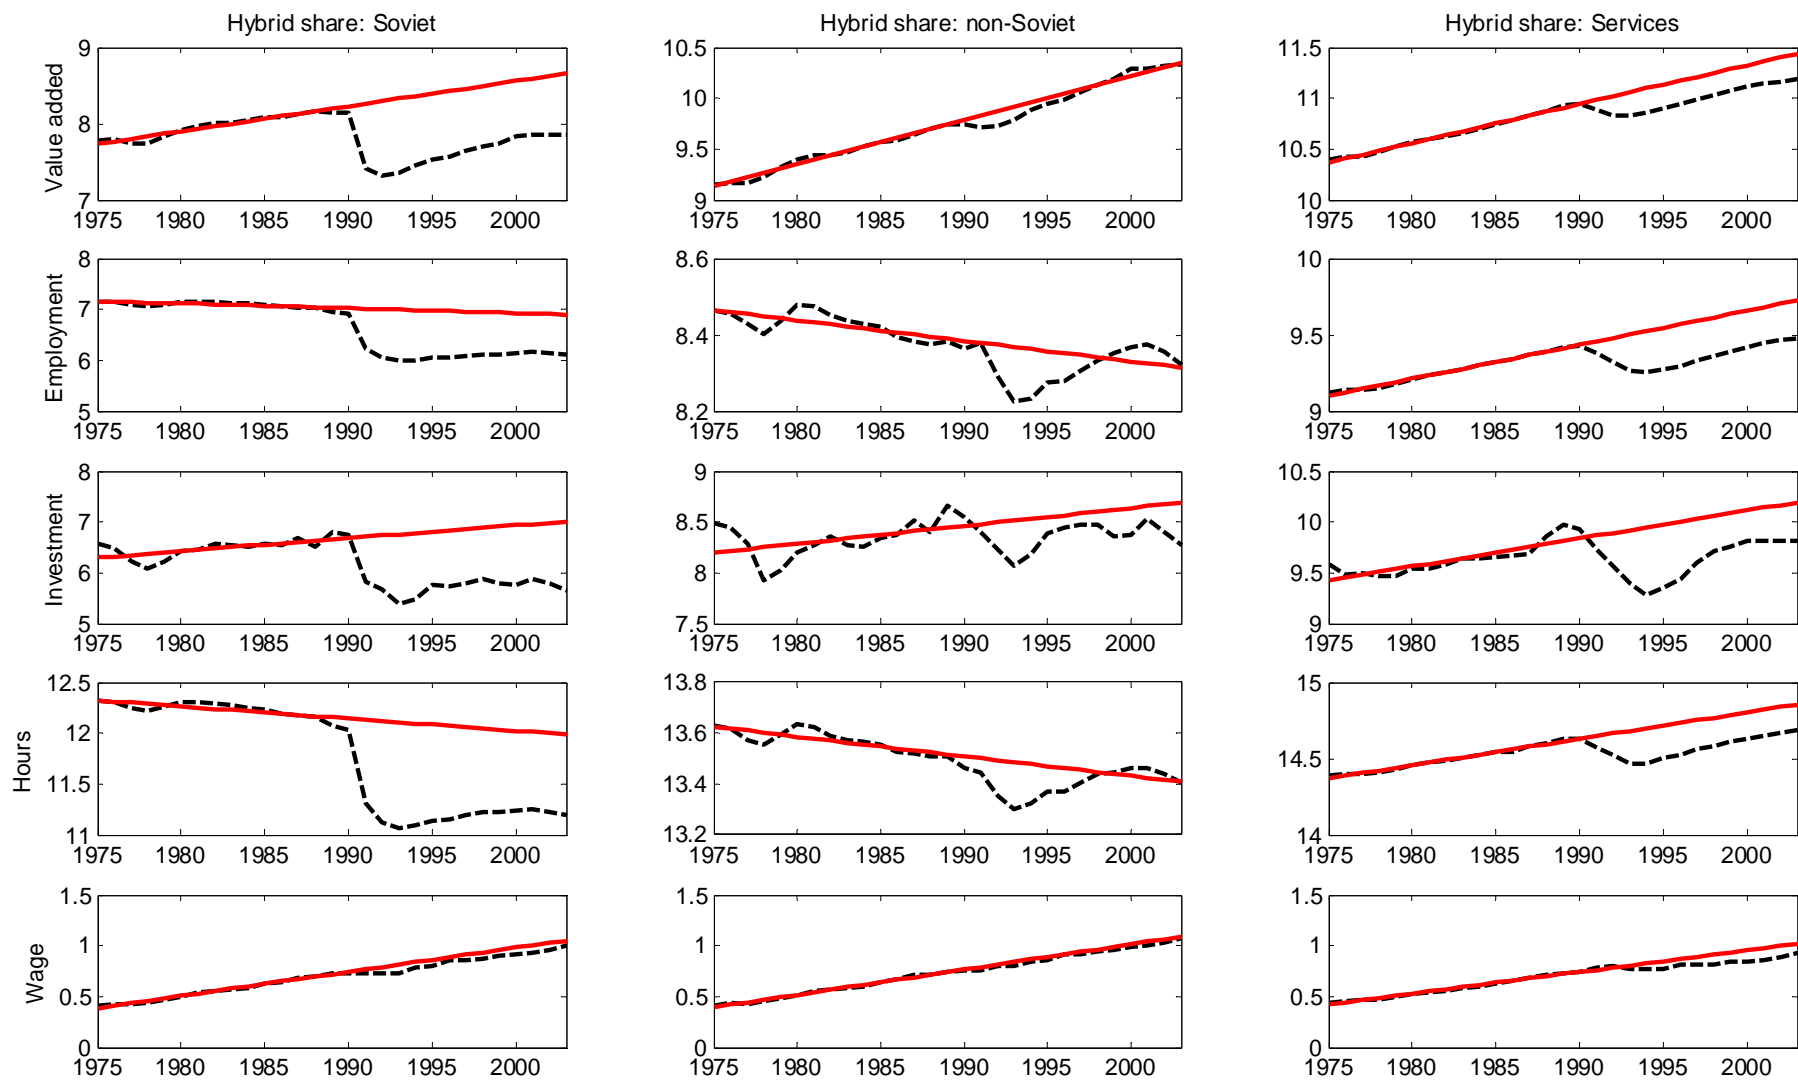 Hybrid share: Soviet
Hybrid share: non-Soviet
Hybrid share: Services
Value added
9
8
7
1975 1980 1985 1990 1995 2000
10.5
10
9.5
9
1975 1980 1985 1990 1995 2000
11.5
11
10.5
10
1975 1980 1985 1990 1995 2000
Employment
8
7
6
5
1975 1980 1985 1990 1995 2000
8.6
8.4
8.2
1975 1980 1985 1990 1995 2000
10
9.5
9
1975 1980 1985 1990 1995 2000
Investment
8
7
6
5
1975 1980 1985 1990 1995 2000
9
8.5
8
7.5
1975 1980 1985 1990 1995 2000
10.5
10
9.5
9
1975 1980 1985 1990 1995 2000
Hours
12.5
12
11.5
11
1975 1980 1985 1990 1995 2000
13.8
13.6
13.4
13.2
1975 1980 1985 1990 1995 2000
15
14.5
14
1975 1980 1985 1990 1995 2000
Wage
1.5
1
0.5
0
1975 1980 1985 1990 1995 2000
1.5
1
0.5
0
1975 1980 1985 1990 1995 2000
1.5
1
0.5
0
1975 1980 1985 1990 1995 2000